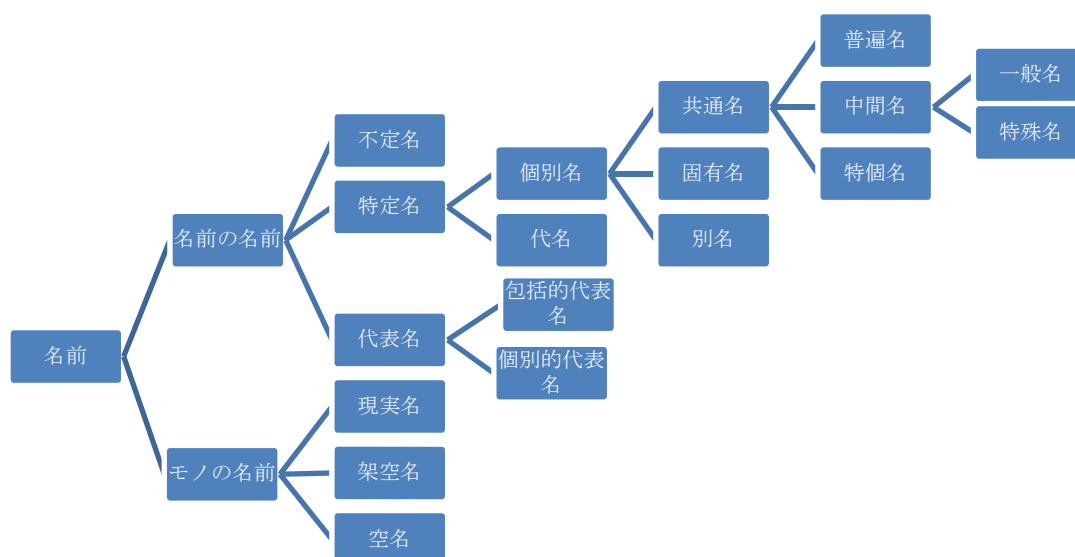 名前
名前の名前
モノの名前
不定名
特定名
代表名
現実名
架空名
空名
個別名
代名
包括的代表
名
個別的代表
名
共通名
固有名
別名
普遍名
中間名
特個名
一般名
特殊名